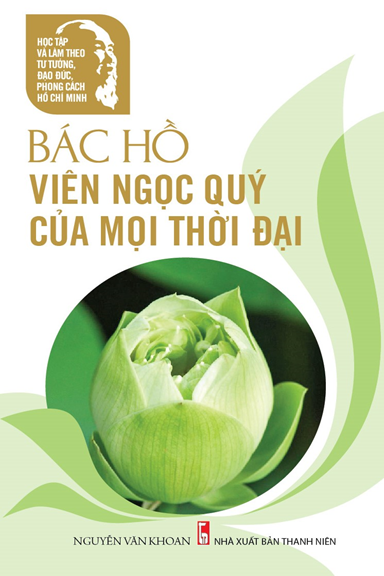 HỌC TẬP
VÀ LÀM THEO
TƯ TƯỞNG,
ĐẠO ĐỨC,
PHONG CÁCH
HỒ CHÍ MINH
BÁC HỒ
VIÊN NGỌC QUÝ
CỦA MỌI THỜI ĐẠI
NGUYỄN VĂN KHOAN NHÀ XUẤT BẢN THANH NIÊN